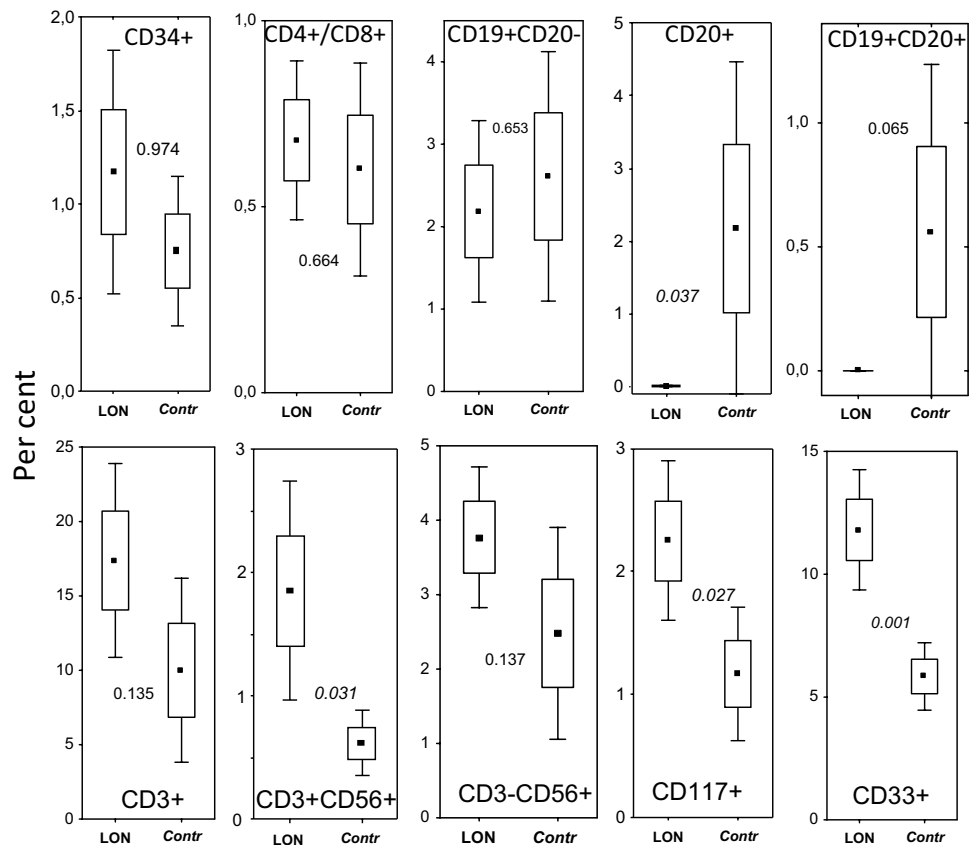 Per cent
CD34+
2,0
1,5
1,0
0,5
0,0
0.974
LON Contr
CD4+/CD8+
1,0
0,5
0,0
0.664
LON Contr
CD19+CD20-
4
3
2
1
0
0.653
LON Contr
CD20+
5
4
3
2
1
0
0.037
LON Contr
CD19+CD20+
1,0
0,5
0,0
0.065
LON Contr
25
20
15
10
5
0
0.135
CD3+
LON Contr
3
2
1
0
0.031
CD3+CD56+
LON Contr
5
4
3
2
1
0
0.137
CD3-CD56+
LON Contr
3
2
1
0
0.027
CD117+
LON Contr
15
10
5
0
0.001
CD33+
LON Contr